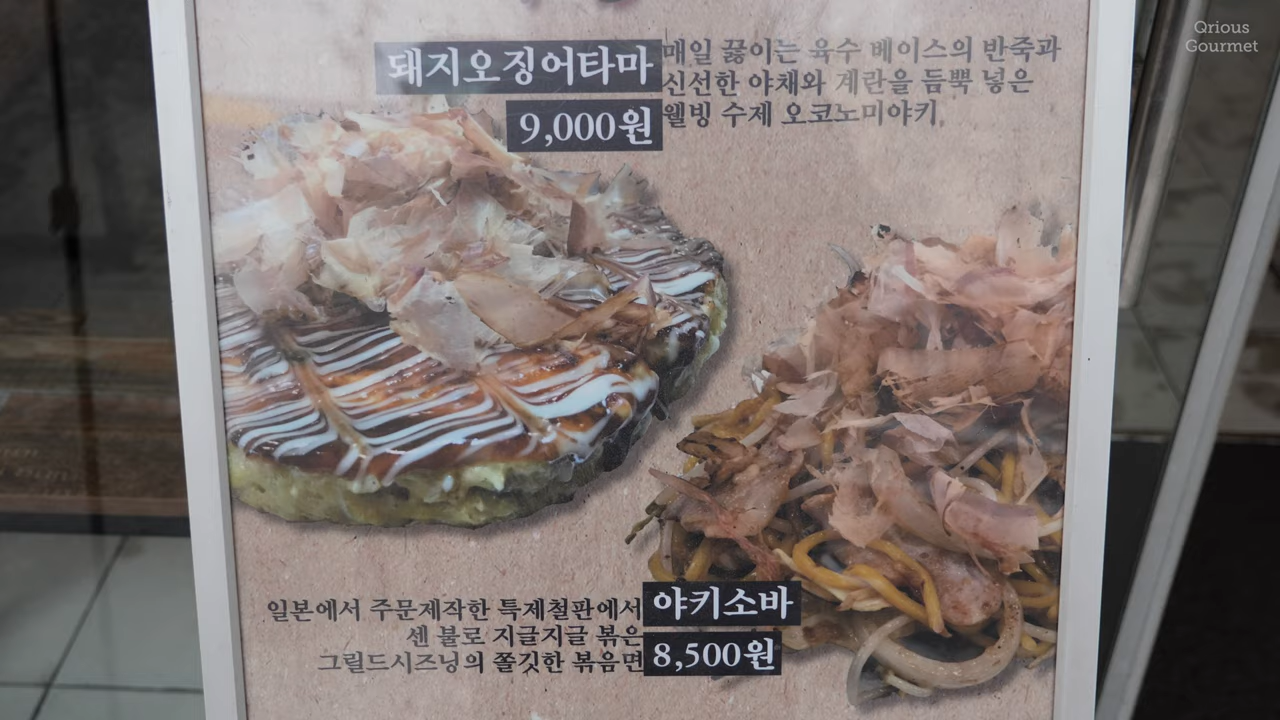 돼지오징어타마
9,000원
매일 끓이는 육수 베이스의 반죽과
신선한 야채와 계란을 듬뿍 넣은
웰빙 수제 오코노미야키,
일본에서 주문제작한 특제철판에서
센 불로 지글지글 볶은
그릴드시즈닝의 쫄깃한 볶음면
야키소바
8,500원
Qrious
Gourmet